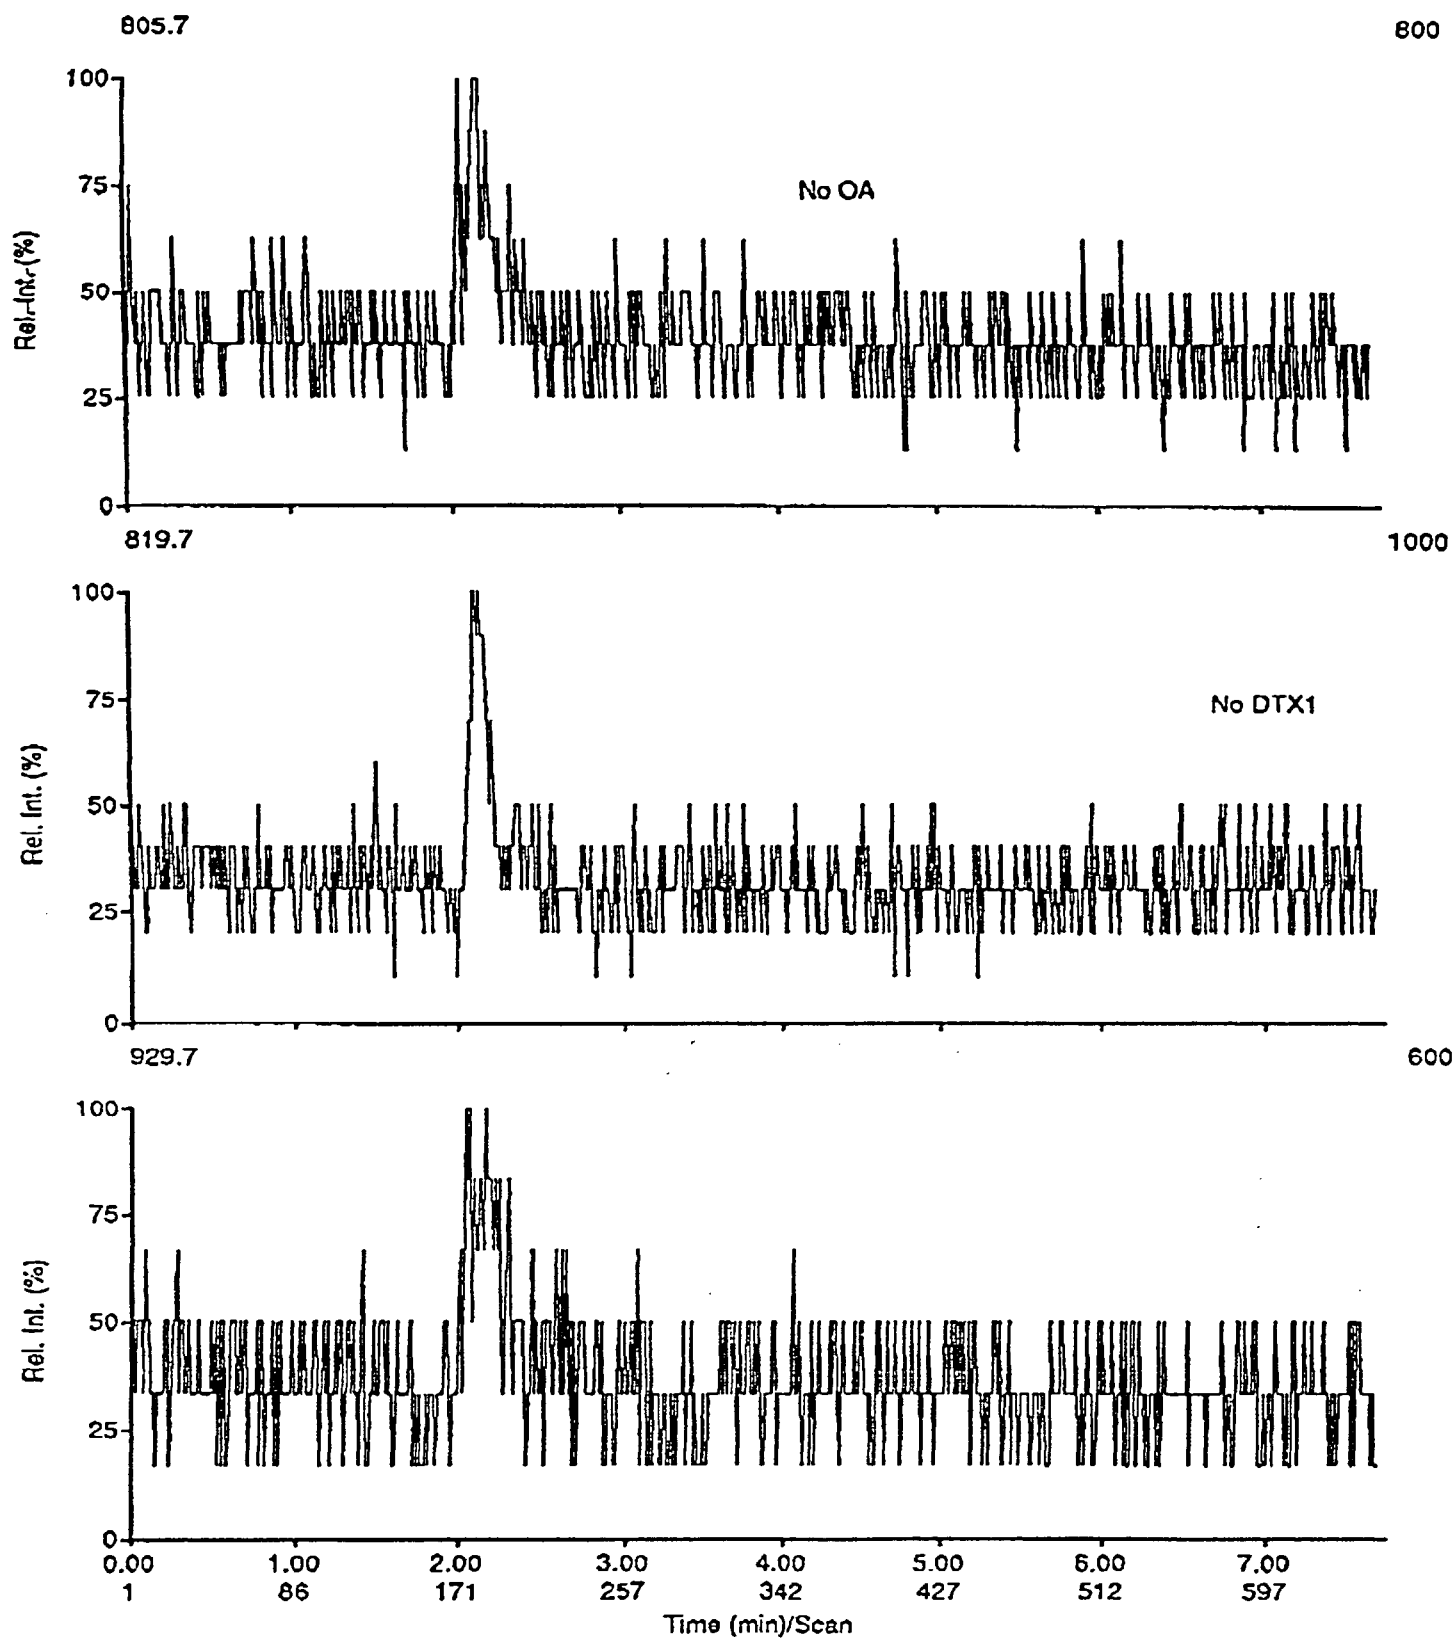 805.7 800
100
75
No OA
Rel. Int. (%)
50
25
0
819.7 1000
100
75
No DTX1
Rel. Int. (%)
50
25
0
929.7 600
100
75
Rel. Int. (%)
50
25
0
0.00 1.00 2.00 3.00 4.00 5.00 6.00 7.00
1 86 171 257 342 427 512 597
Time (min)/Scan